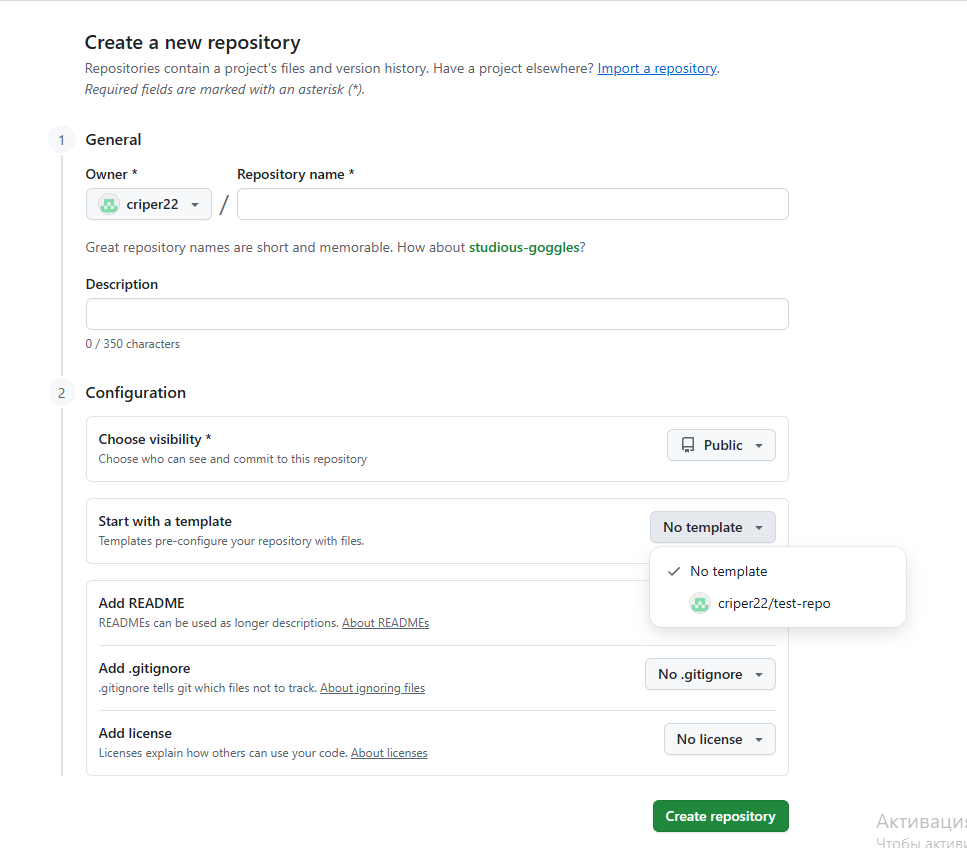 Create a new repository
Repositories contain a project's files and version history. Have a project elsewhere? Import a repository.
Required fields are marked with an asterisk (*).
1 General
Owner * Repository name *
criper22 /
Great repository names are short and memorable. How about studious-goggles?
Description
0 / 350 characters
2 Configuration
Choose visibility *
Choose who can see and commit to this repository
Public
Start with a template
Templates pre-configure your repository with files.
No template
No template
criper22/test-repo
Add README
READMEs can be used as longer descriptions. About READMEs
Add .gitignore
.gitignore tells git which files not to track. About ignoring files
No .gitignore
Add license
Licenses explain how others can use your code. About licenses
No license
Create repository
Активация
Чтобы